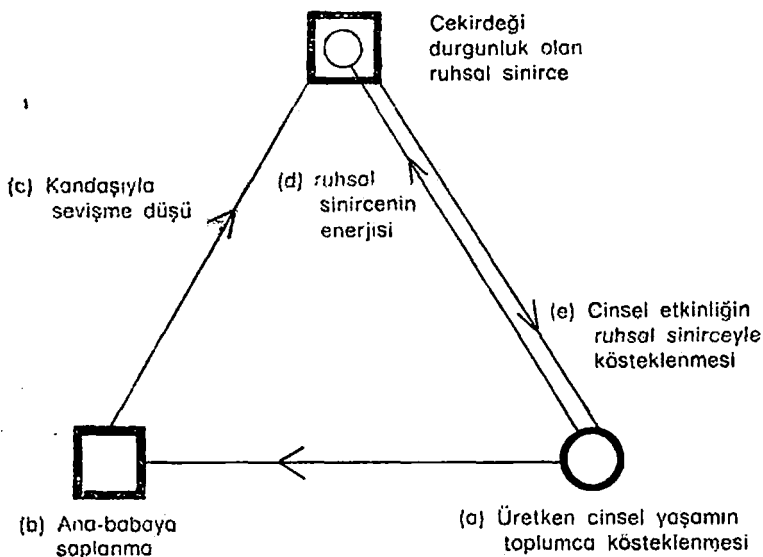 Cekirdeği
durgunluk olan
ruhsal sinirce
(c) Kandaşıyla
sevişme düşü
(d) ruhsal
sinircenin
enerjisi
(e) Cinsel etkinliğin
ruhsal sinirceyle
kösteklenmesi
(b) Ana-babaya
saplanma
(a) Üretken cinsel yaşamın
toplumca kösteklenmesi